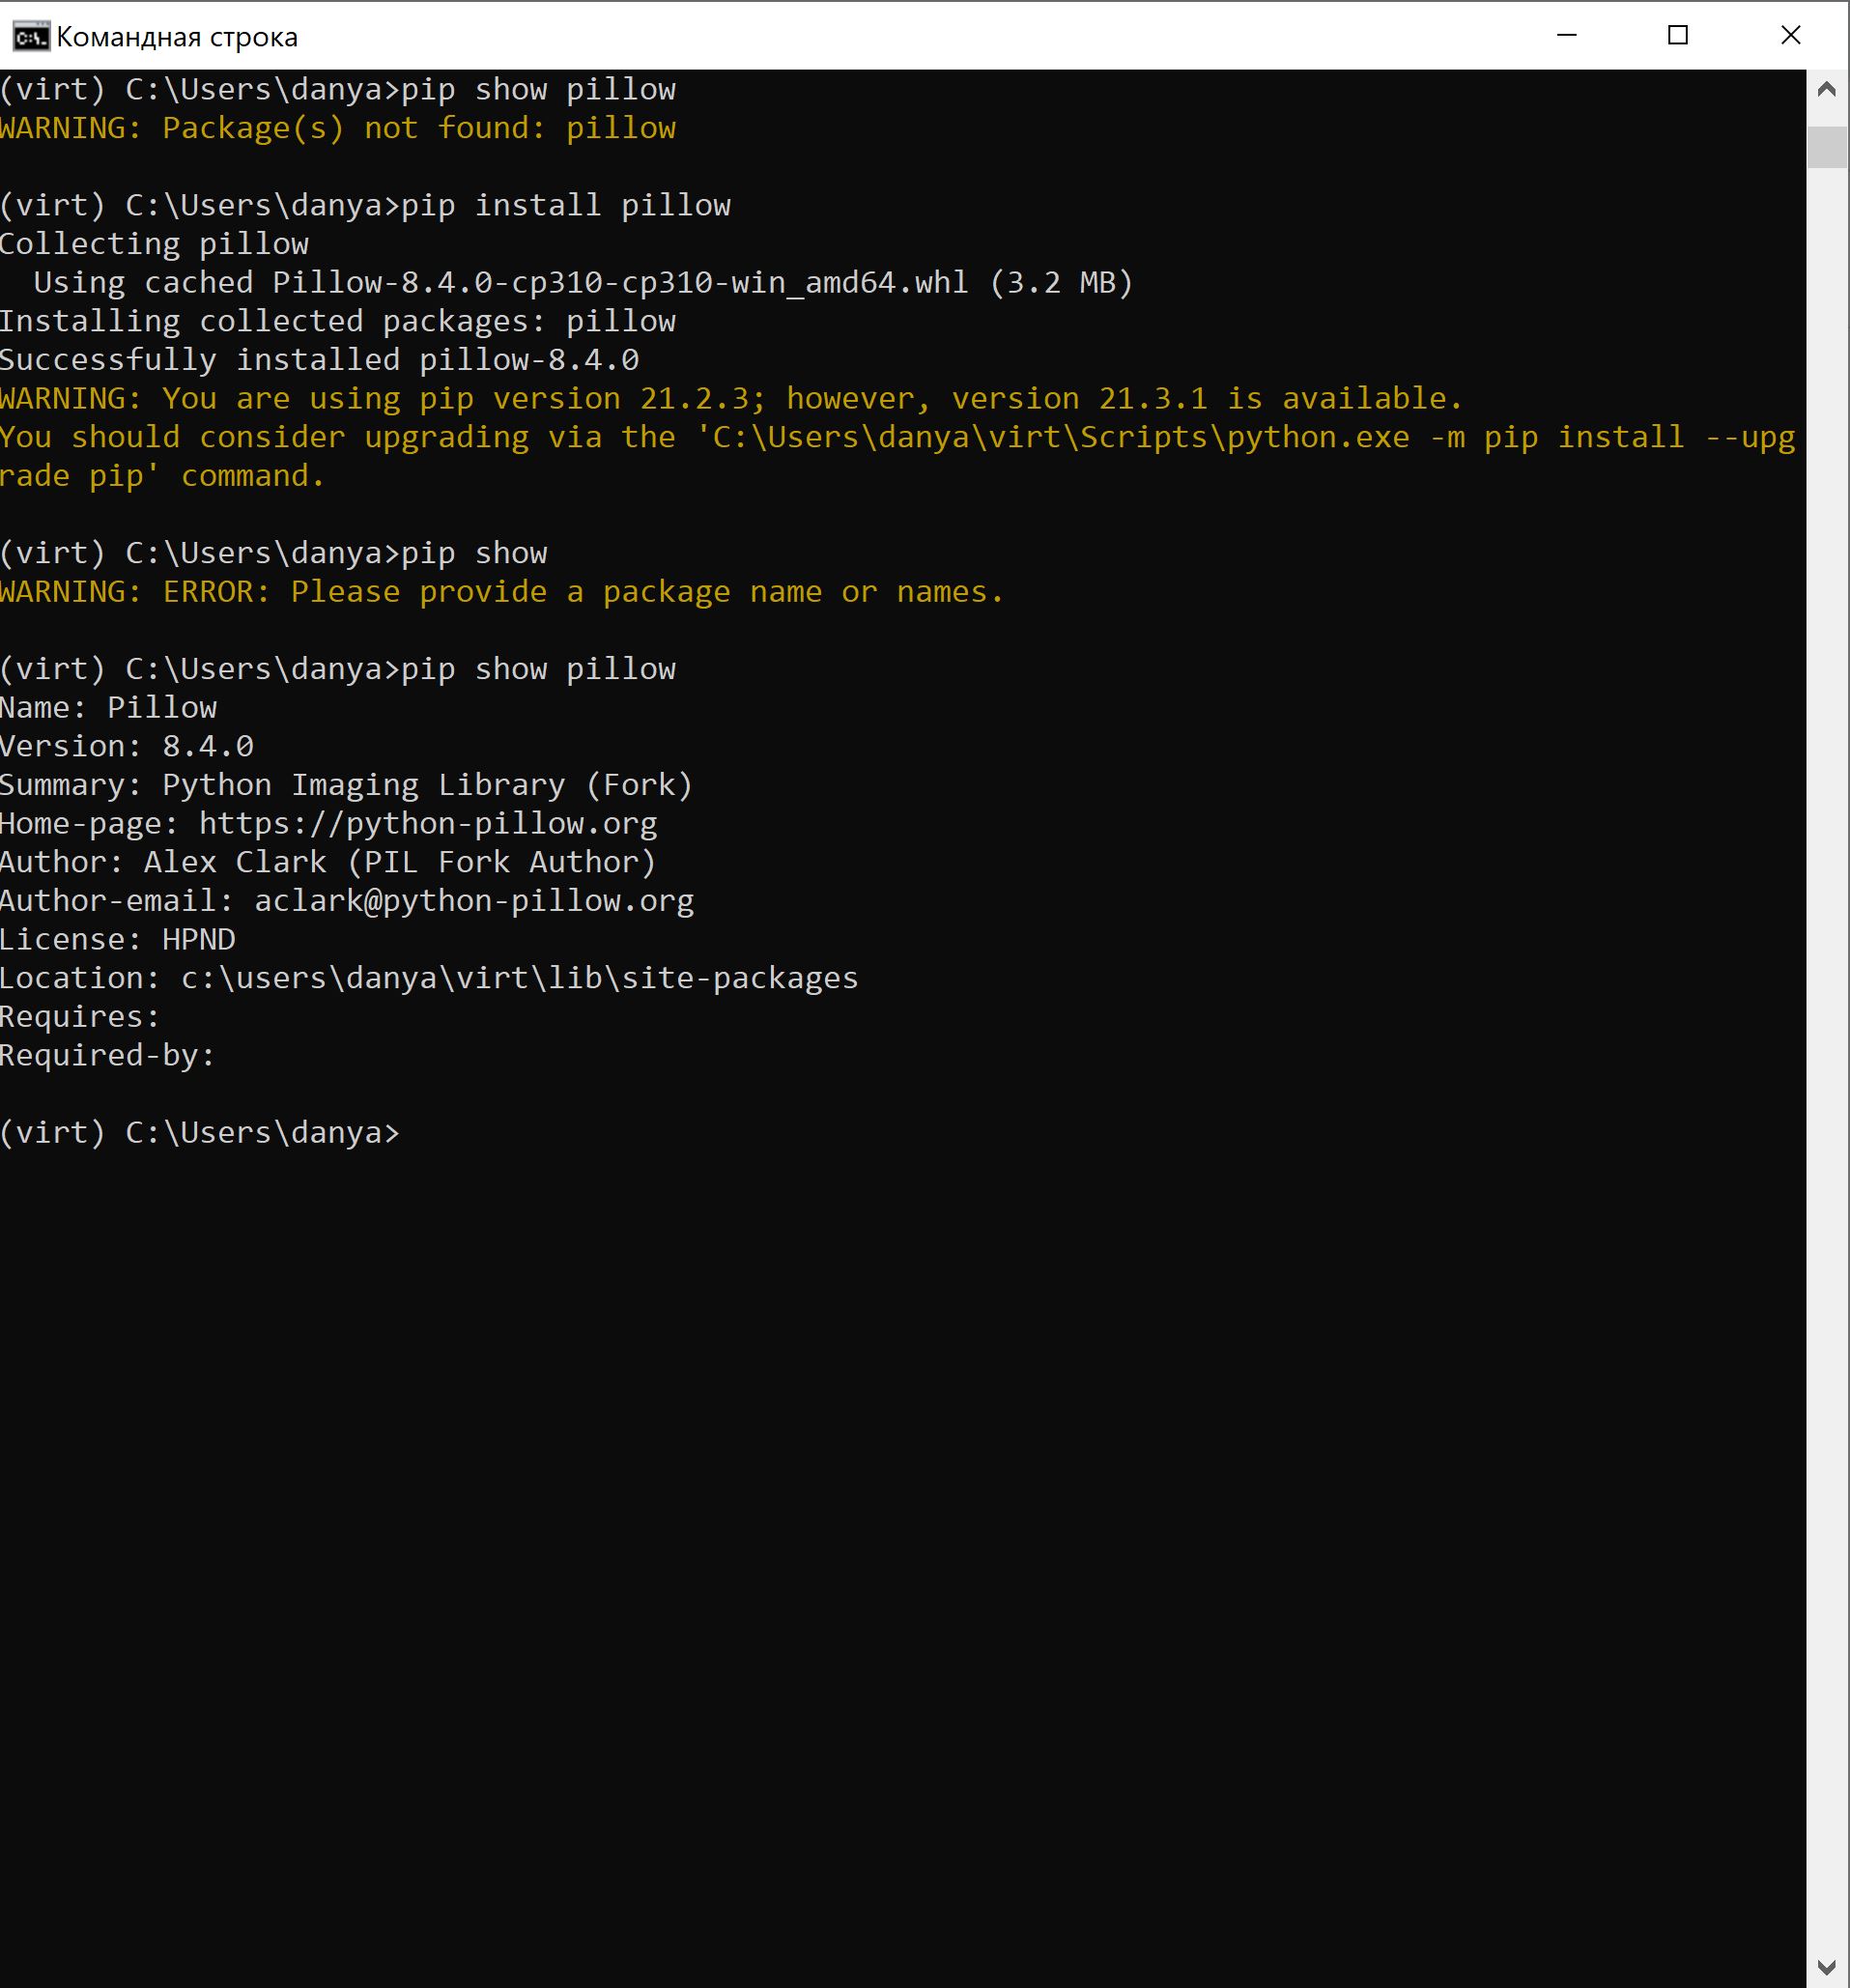 Командная строка
(virt) C:\Users\danya>pip show pillow
WARNING: Package(s) not found: pillow
(virt) C:\Users\danya>pip install pillow
Collecting pillow
  Using cached Pillow-8.4.0-cp310-cp310-win_amd64.whl (3.2 MB)
Installing collected packages: pillow
Successfully installed pillow-8.4.0
WARNING: You are using pip version 21.2.3; however, version 21.3.1 is available.
You should consider upgrading via the 'C:\Users\danya\virt\Scripts\python.exe -m pip install --upg
rade pip' command.
(virt) C:\Users\danya>pip show
WARNING: ERROR: Please provide a package name or names.
(virt) C:\Users\danya>pip show pillow
Name: Pillow
Version: 8.4.0
Summary: Python Imaging Library (Fork)
Home-page: https://python-pillow.org
Author: Alex Clark (PIL Fork Author)
Author-email: aclark@python-pillow.org
License: HPND
Location: c:\users\danya\virt\lib\site-packages
Requires:
Required-by:
(virt) C:\Users\danya>